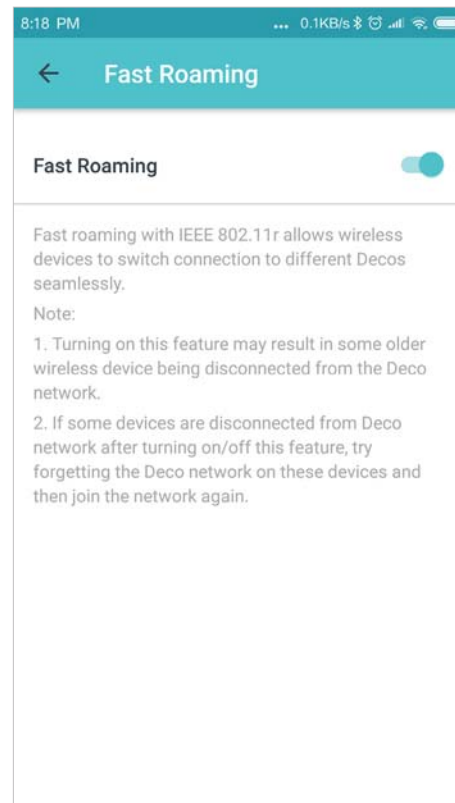 8:18 PM ... 0.1KB/s
Fast Roaming
Fast Roaming
Fast roaming with IEEE 802.11r allows wireless
devices to switch connection to different Decos
seamlessly.
Note:
1. Turning on this feature may result in some older
wireless device being disconnected from the Deco
network.
2. If some devices are disconnected from Deco
network after turning on/off this feature, try
forgetting the Deco network on these devices and
then join the network again.